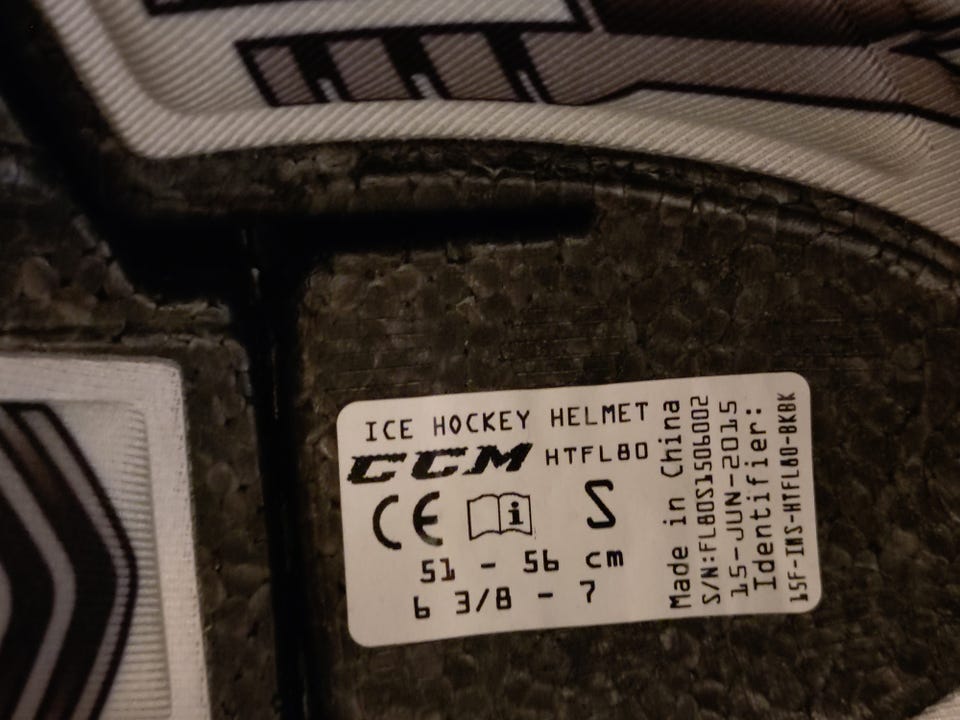 ICE HOCKEY HELMET
CCM HTFL80
CE i S
51 - 56 cm
6 3/8 - 7
Made in China
S/N:FL80S1506002
15-JUN-2015
Identifier:
15F-IMS-HTFL80-BKBK